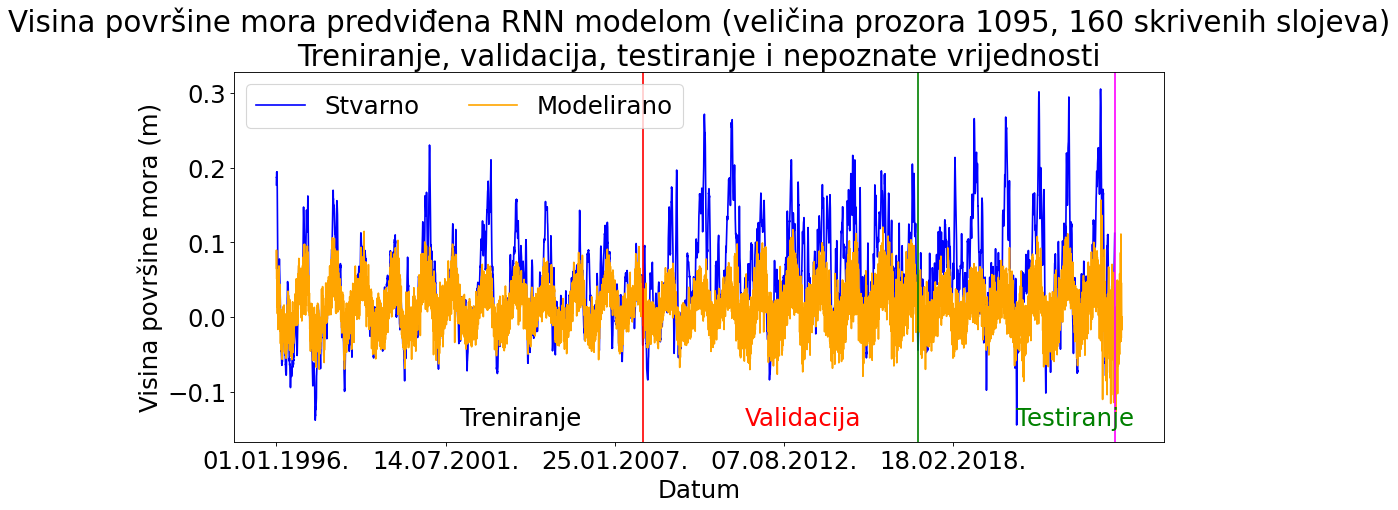 Visina površine mora predviđena RNN modelom (veličina prozora 1095, 160 skrivenih slojeva)
Treniranje, validacija, testiranje i nepoznate vrijednosti
Stvarno Modelirano
Visina površine mora (m)
0.3
0.2
0.1
0.0
−0.1
Treniranje Validacija Testiranje
01.01.1996. 14.07.2001. 25.01.2007. 07.08.2012. 18.02.2018.
Datum